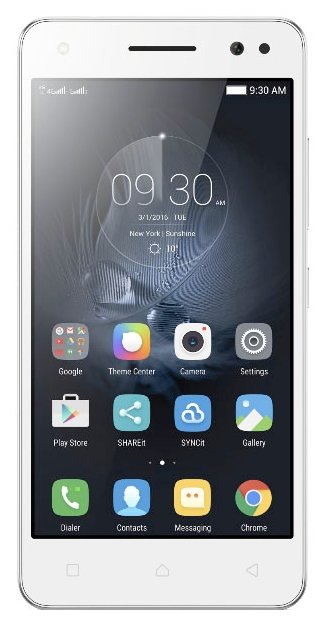 9:30 AM
09 30 AM
3/1/2016 TUE
New York | Sunshine
10°
Google
Theme Center
Camera
Settings
Play Store
SHAREit
SYNCit
Gallery
Dialer
Contacts
Messaging
Chrome